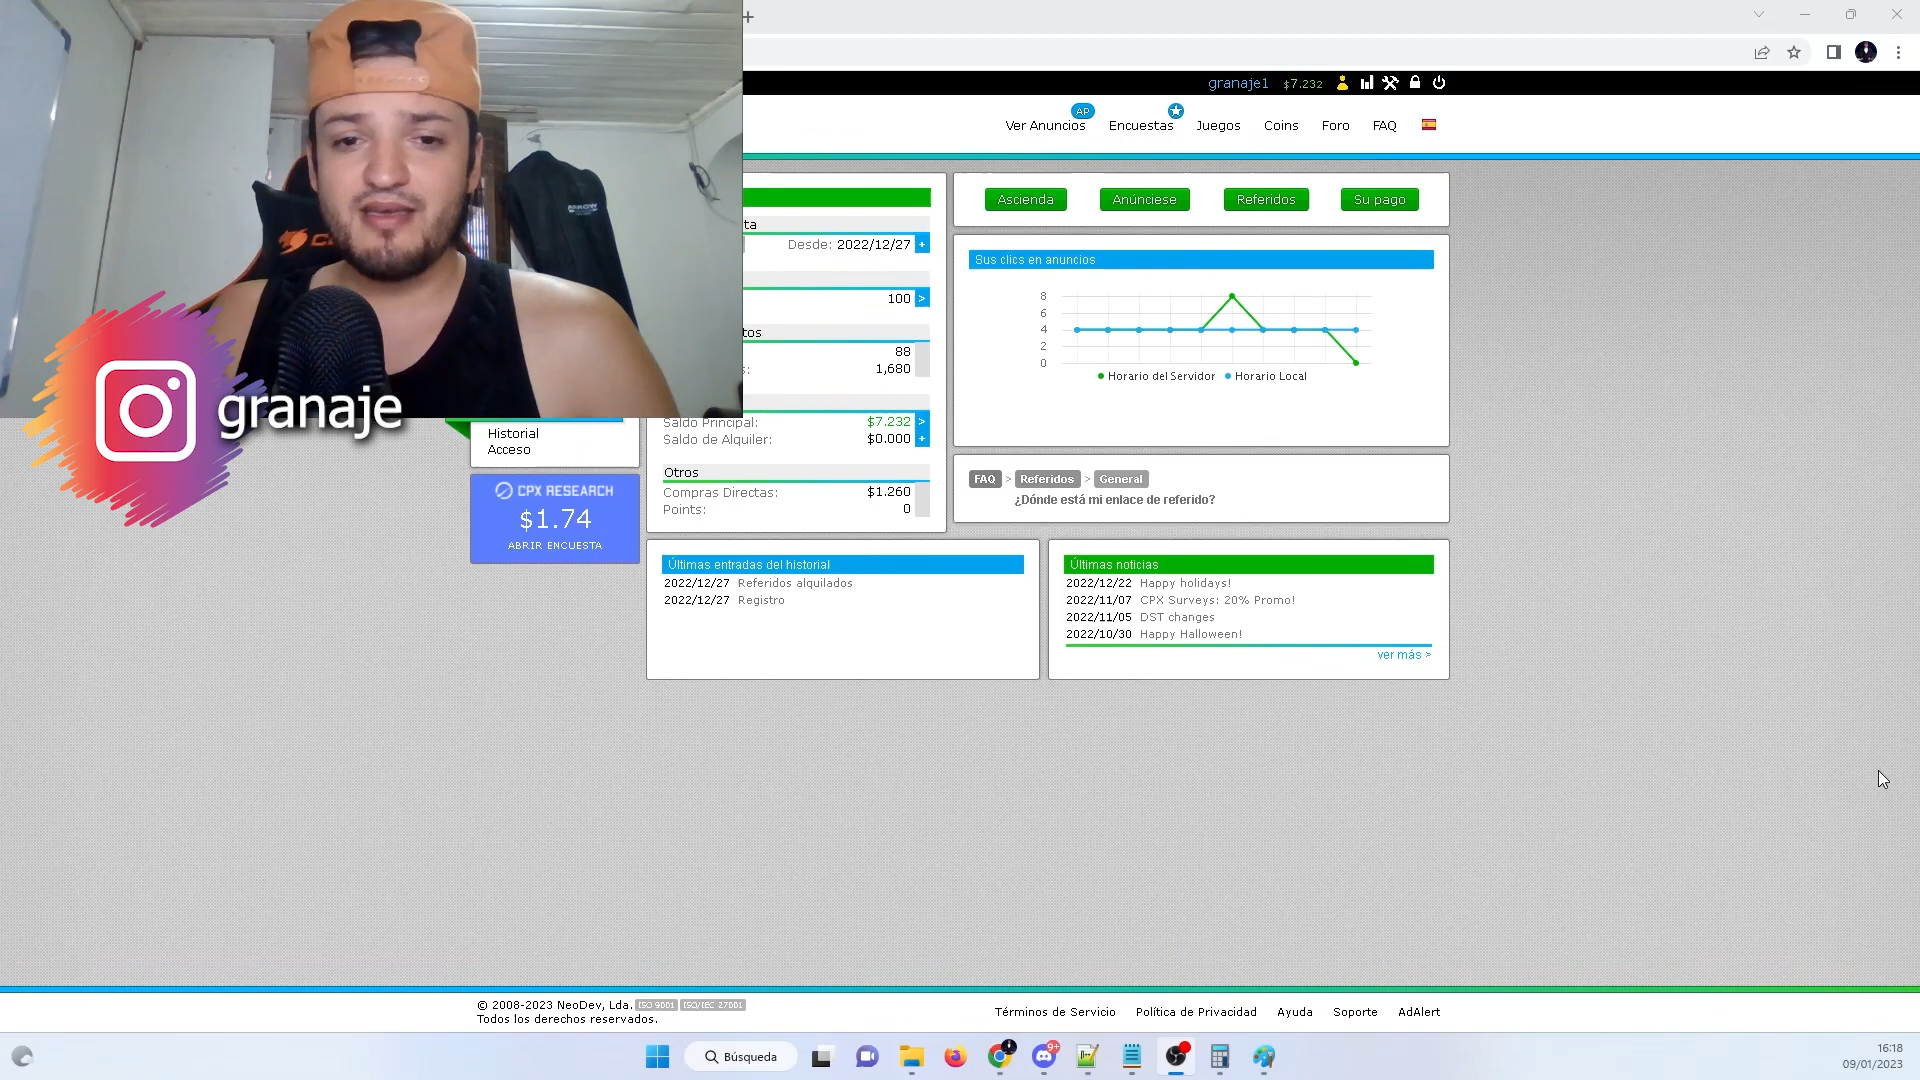 granaje1 $7.232
AP
Ver Anuncios Encuestas Juegos Coins Foro FAQ
ta
Desde: 2022/12/27 +
100 >
tos
88
s: 1,680
Saldo Principal: $7.232 >
Saldo de Alquiler: $0.000 +
Otros
Compras Directas: $1.260
Points: 0
Ascienda Anúnciese Referidos Su pago
Sus clics en anuncios
8
6
4
2
0
Horario del Servidor Horario Local
FAQ > Referidos > General
¿Dónde está mi enlace de referido?
granaje
Historial
Acceso
CPX RESEARCH
$1.74
ABRIR ENCUESTA
Últimas entradas del historial
2022/12/27 Referidos alquilados
2022/12/27 Registro
Últimas noticias
2022/12/22 Happy holidays!
2022/11/07 CPX Surveys: 20% Promo!
2022/11/05 DST changes
2022/10/30 Happy Halloween!
ver más >
© 2008-2023 NeoDev, Lda. ISO 9001 ISO/IEC 27001
Todos los derechos reservados.
Términos de Servicio Política de Privacidad Ayuda Soporte AdAlert
Búsqueda
9+
16:18
09/01/2023